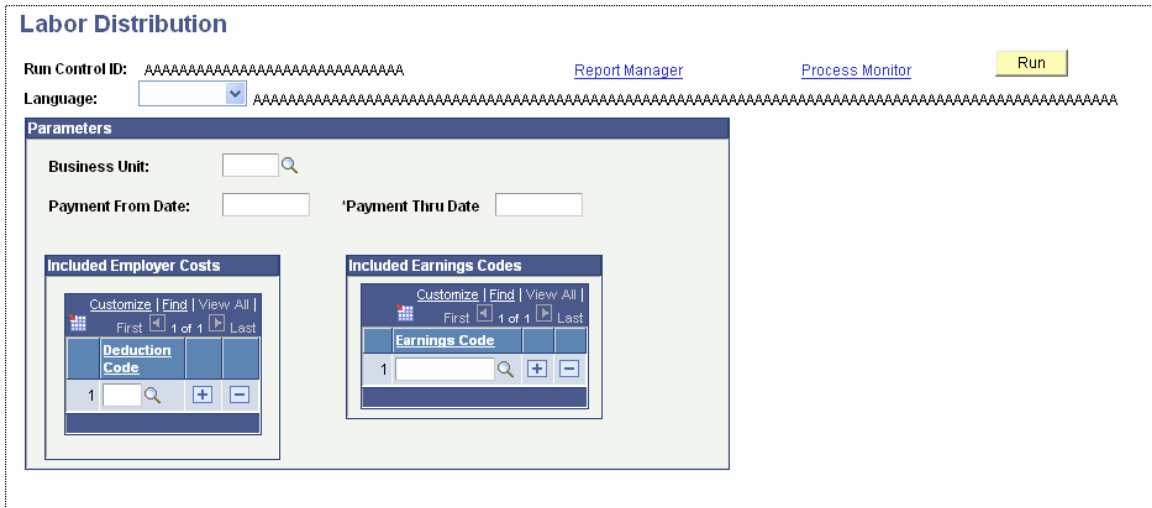 Labor Distribution
Run Control ID: AAAAAAAAAAAAAAAAAAAAAAAAAAAAAA Report Manager Process Monitor Run
Language: AAAAAAAAAAAAAAAAAAAAAAAAAAAAAAAAAAAAAAAAAAAAAAAAAAAAAAAAAAAAAAAAAAAAAAAAAAAAAAAAAAAAAAAAAAAAAAAAAAAA
Parameters
Business Unit:
Payment From Date: *Payment Thru Date
Included Employer Costs
Customize | Find | View All |
First 1 of 1 Last
Deduction
Code
1
Included Earnings Codes
Customize | Find | View All |
First 1 of 1 Last
Earnings Code
1